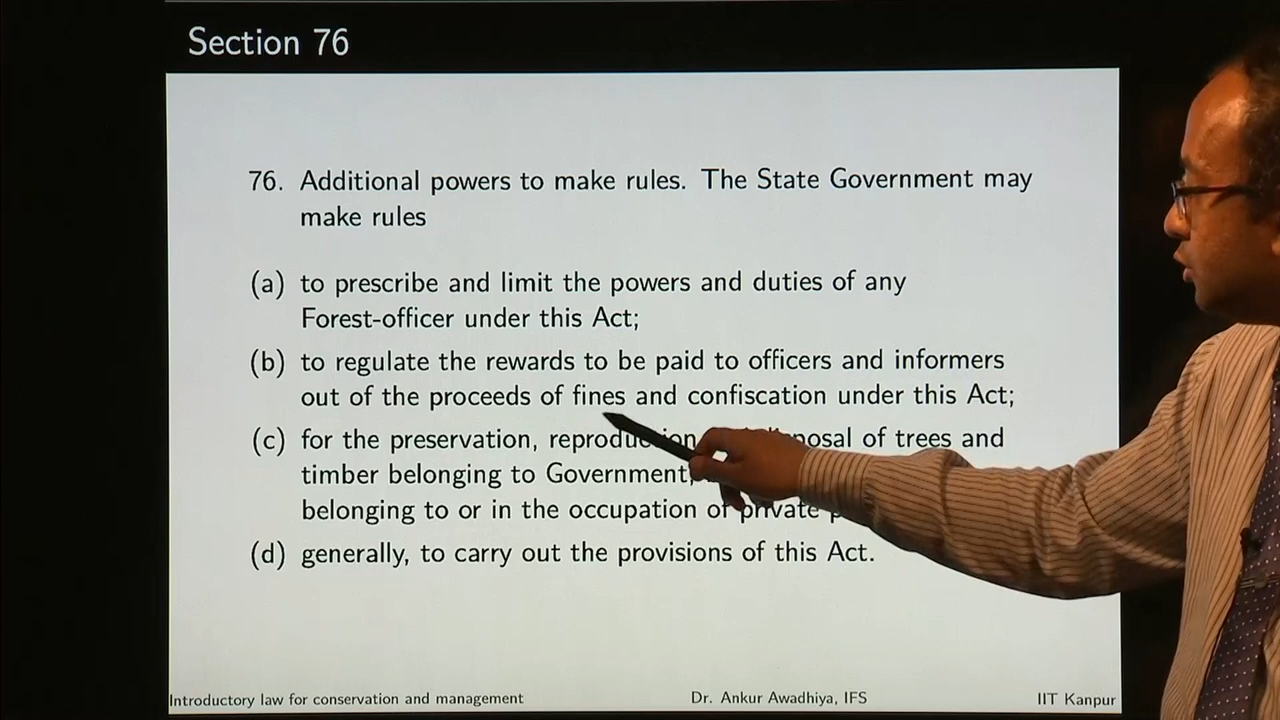 Section 76
76. Additional powers to make rules. The State Government may
make rules
(a) to prescribe and limit the powers and duties of any
Forest-officer under this Act;
(b) to regulate the rewards to be paid to officers and informers
out of the proceeds of fines and confiscation under this Act;
(c) for the preservation, reproduction of trees and
timber belonging to Government,
belonging to or in the occupation of private
(d) generally, to carry out the provisions of this Act.
Introductory law for conservation and management Dr. Ankur Awadhiya, IFS IIT Kanpur